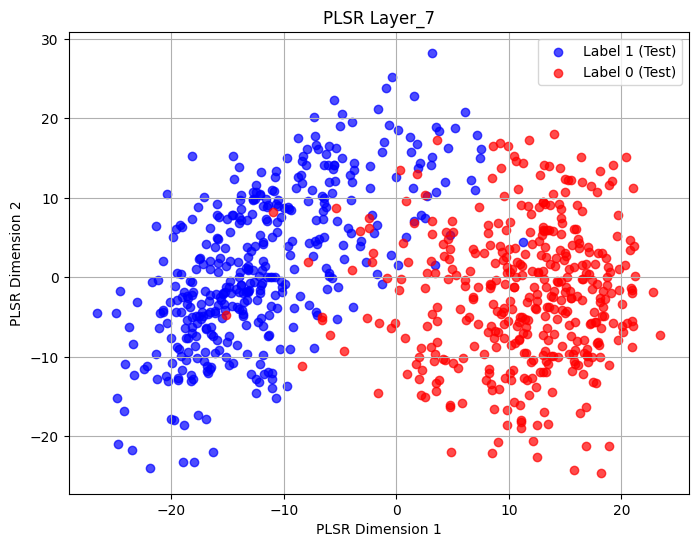 PLSR Layer_7
Label 1 (Test)
Label 0 (Test)
30
20
10
0
−10
−20
PLSR Dimension 2
−20
−10
0
10
20
PLSR Dimension 1